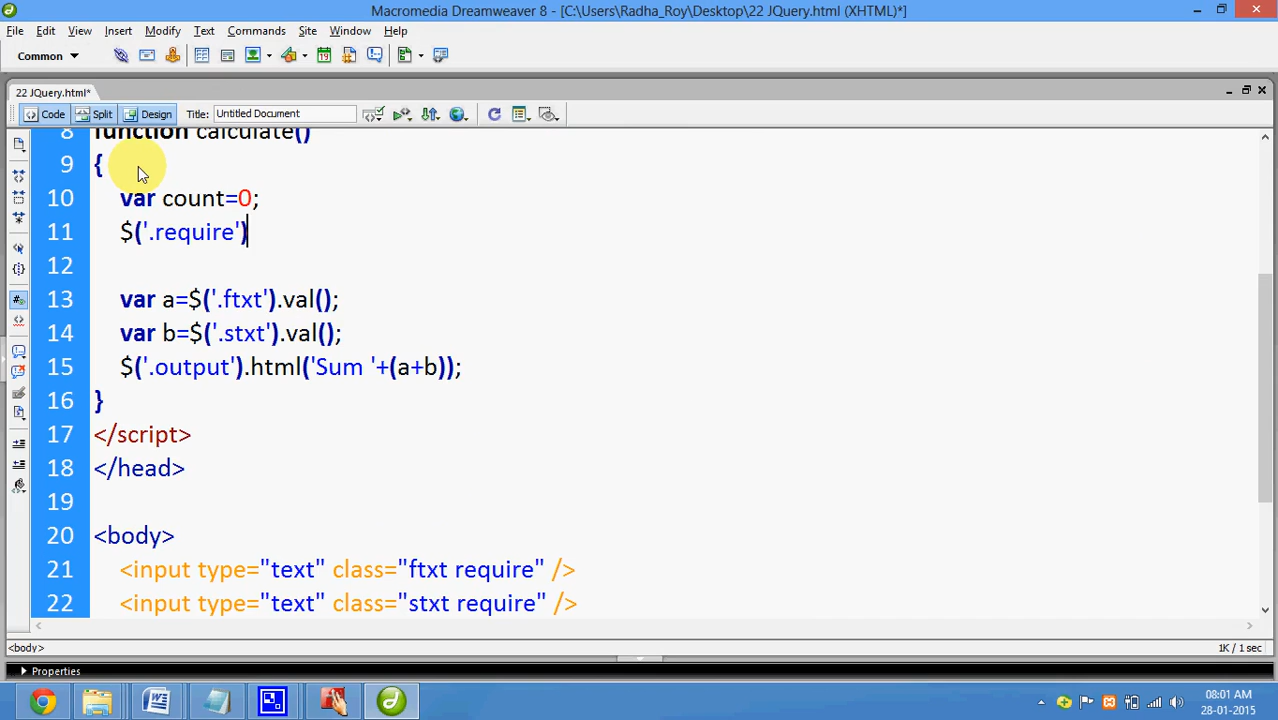 Macromedia Dreamweaver 8 - [C:\Users\Radha_Roy\Desktop\22 JQuery.html (XHTML)*]
File Edit View Insert Modify Text Commands Site Window Help
Common
22 JQuery.html*
Code Split Design Title: Untitled Document
8 function calculate()
9 {
10 var count=0;
11 $('.require')
12
13 var a=$('.ftxt').val();
14 var b=$('.stxt').val();
15 $('.output').html('Sum '+(a+b));
16 }
17 </script>
18 </head>
19
20 <body>
21 <input type="text" class="ftxt require" />
22 <input type="text" class="stxt require" />
<body> 1K / 1 sec
Properties
08:01 AM
28-01-2015